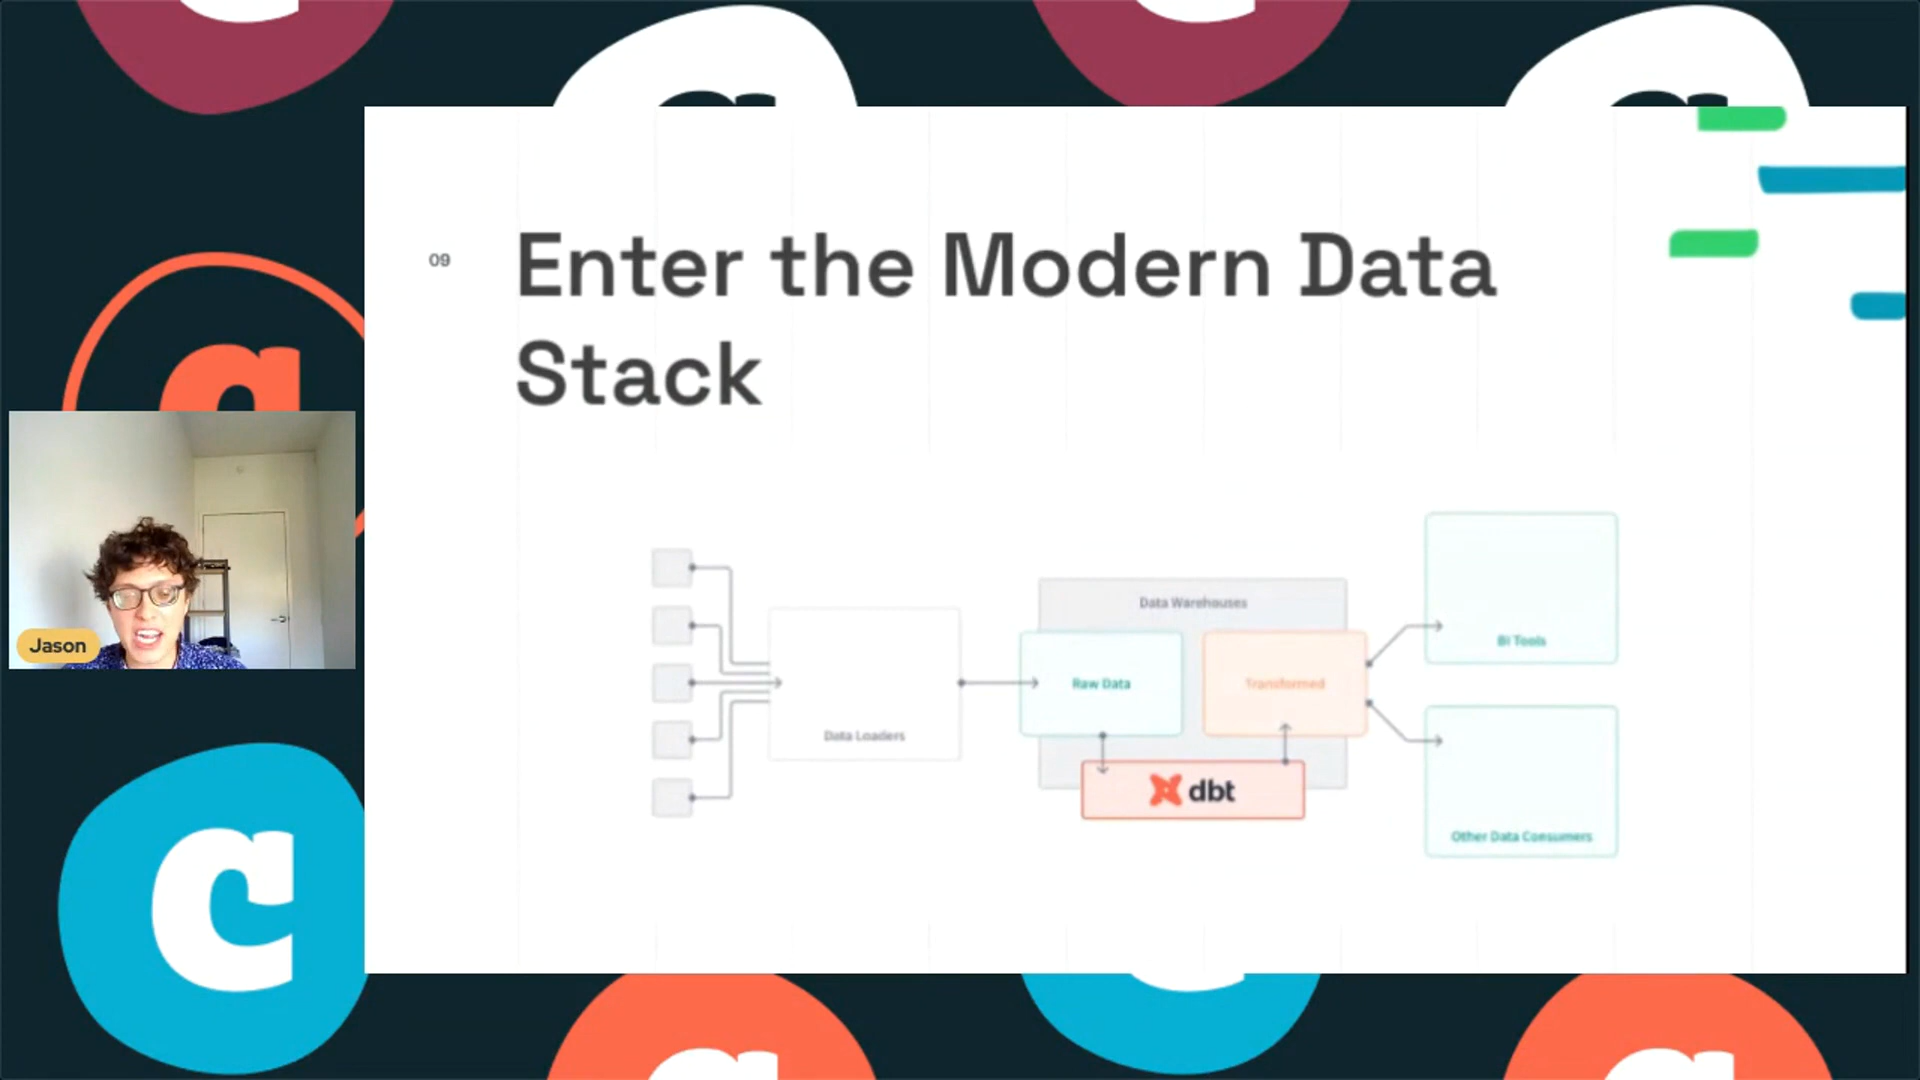 09
Enter the Modern Data
Stack
Jason
Data Warehouses
Raw Data
Transformed
BI Tools
Data Loaders
dbt
Other Data Consumers